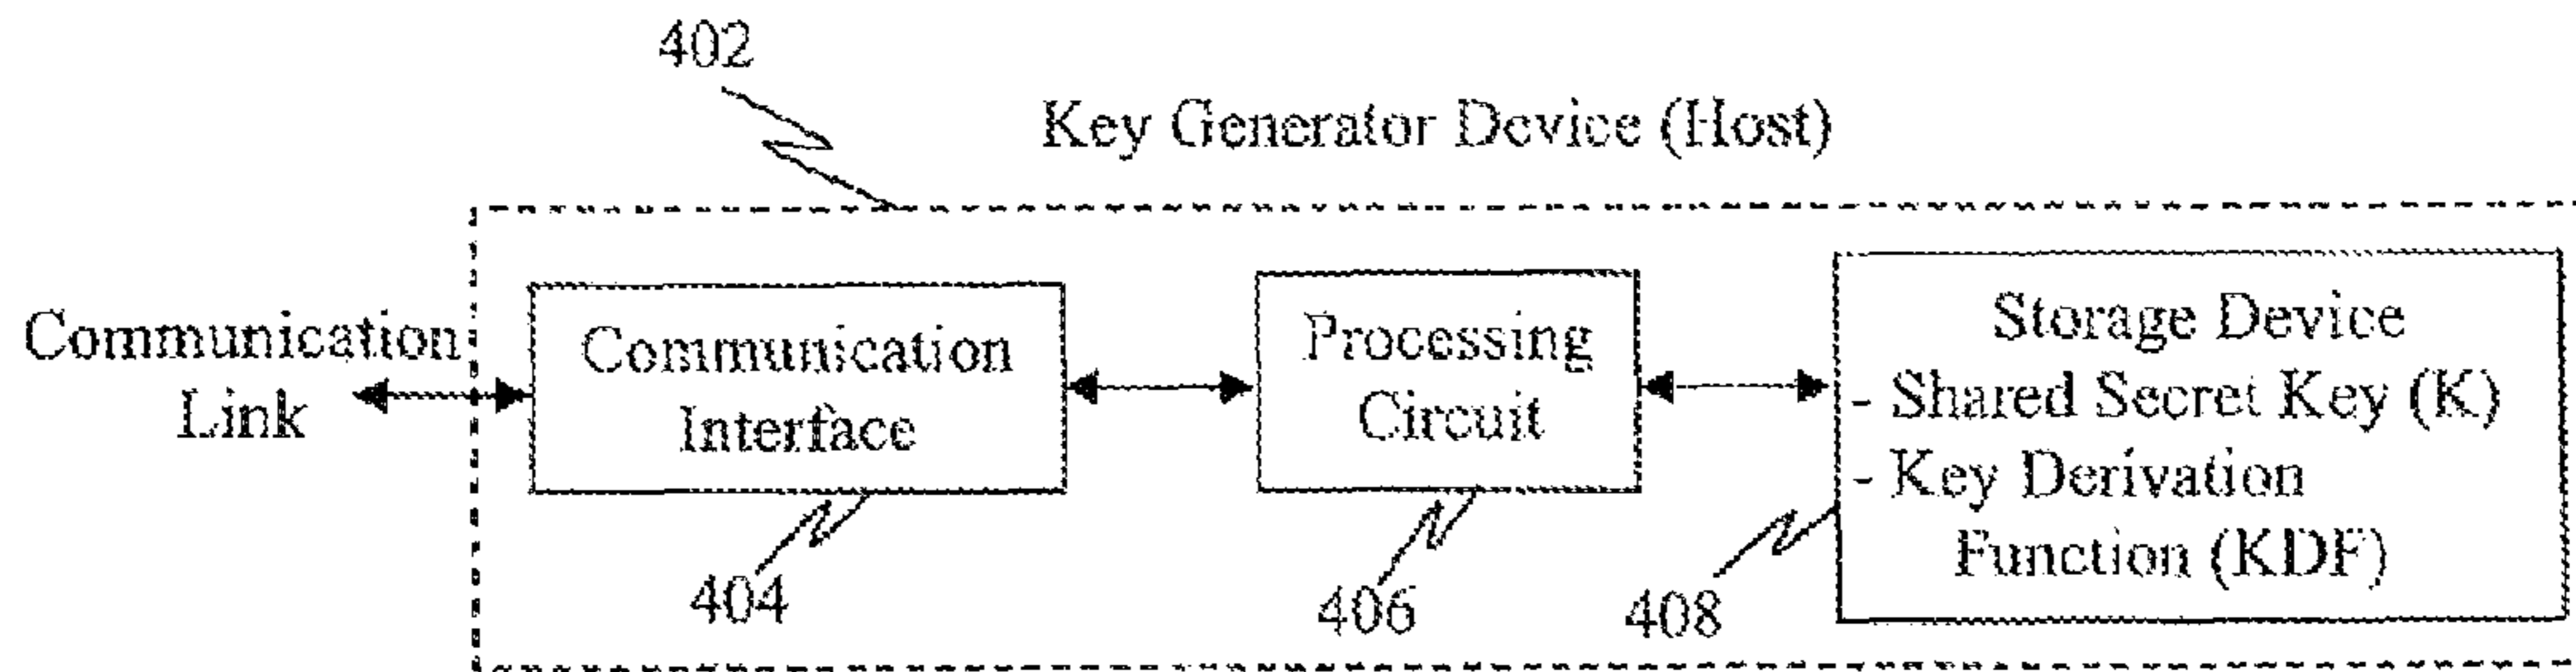 402
Key Generator Device (Host)
Communication
Link
Communication
Interface
Processing
Circuit
Storage Device
- Shared Secret Key (K)
- Key Derivation
Function (KDF)
404
406
408